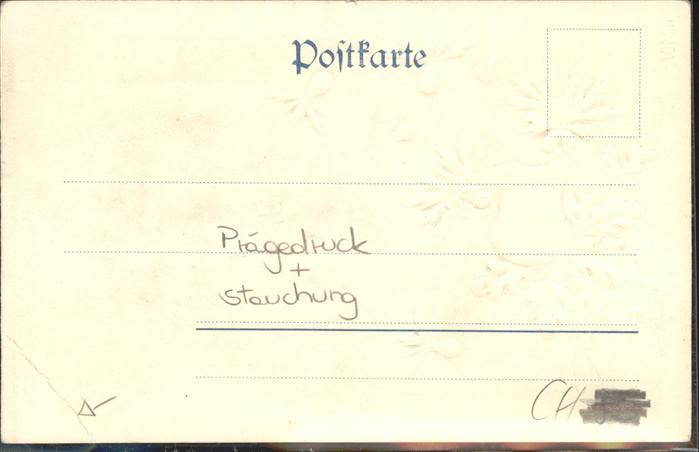 Poſtkarte
Prägedruck
+
Stauchung
CH